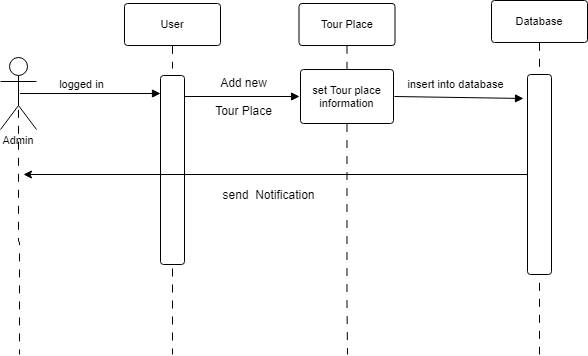 User
Tour Place
Database
logged in
Add new
Tour Place
set Tour place
information
insert into database
Admin
send Notification